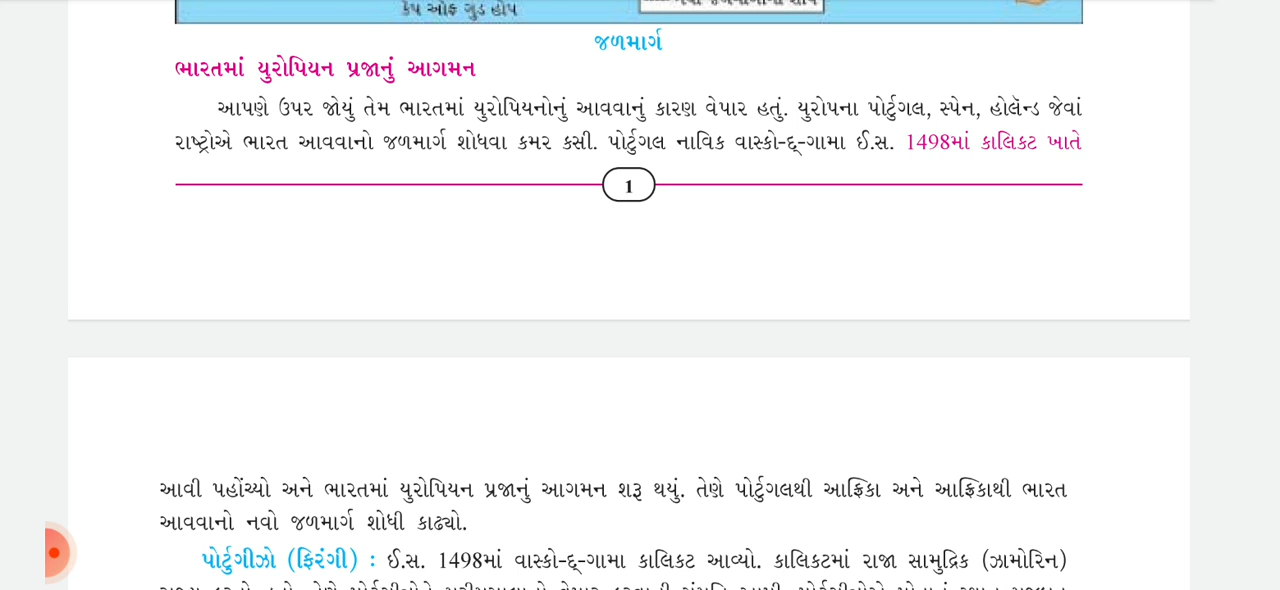 કેપ ઓફ ગુડ હોપ
જળમાર્ગ
ભારતમાં યુરોપિયન પ્રજાનું આગમન
આપણે ઉપર જોયું તેમ ભારતમાં યુરોપિયનોનું આવવાનું કારણ વેપાર હતું. યુરોપના પોર્ટુગલ, સ્પેન, હોલૅન્ડ જેવાં
રાષ્ટ્રોએ ભારત આવવાનો જળમાર્ગ શોધવા કમર કસી. પોર્ટુગલ નાવિક વાસ્કો-દ્-ગામા ઈ.સ. 1498માં કાલિકટ ખાતે
1
આવી પહોંચ્યો અને ભારતમાં યુરોપિયન પ્રજાનું આગમન શરૂ થયું. તેણે પોર્ટુગલથી આફ્રિકા અને આફ્રિકાથી ભારત
આવવાનો નવો જળમાર્ગ શોધી કાઢ્યો.
પોર્ટુગીઝો (ફિરંગી) : ઈ.સ. 1498માં વાસ્કો-દ્-ગામા કાલિકટ આવ્યો. કાલિકટમાં રાજા સામુદ્રિક (ઝામોરિન)